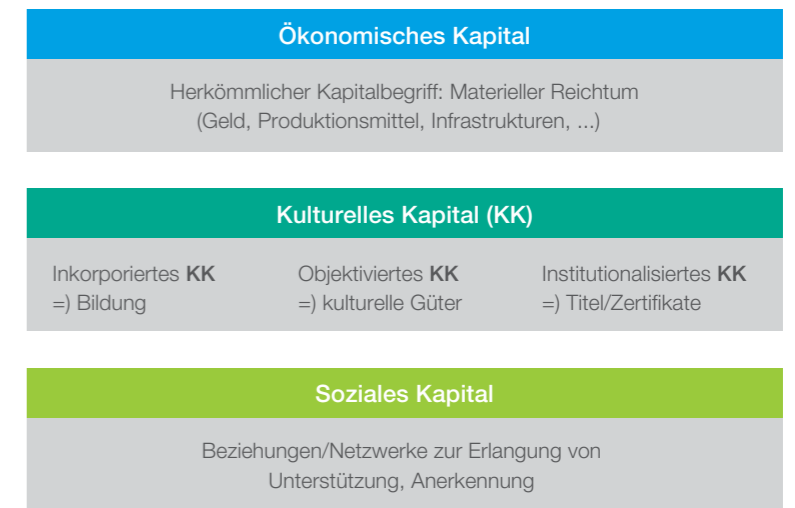 Ökonomisches Kapital
Herkömmlicher Kapitalbegriff: Materieller Reichtum
(Geld, Produktionsmittel, Infrastrukturen, ...)
Kulturelles Kapital (KK)
Inkorporiertes KK
=) Bildung
Objektiviertes KK
=) kulturelle Güter
Institutionalisiertes KK
=) Titel/Zertifikate
Soziales Kapital
Beziehungen/Netzwerke zur Erlangung von
Unterstützung, Anerkennung